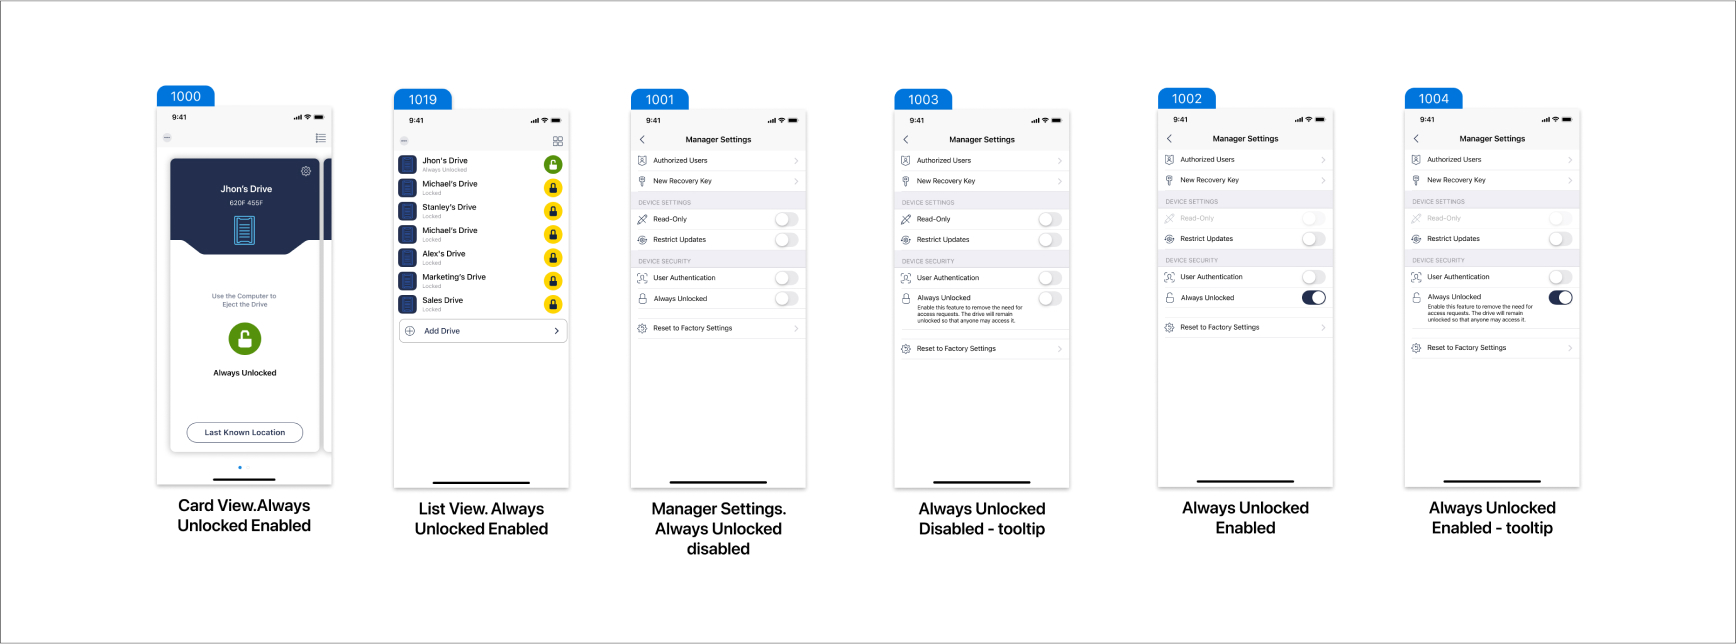 1000
9:41
Jhon's Drive
620F 455F
Use the Computer to
Eject the Drive
Always Unlocked
Last Known Location
Card View.Always
Unlocked Enabled
1019
9:41
Jhon's Drive
Always Unlocked
Michael's Drive
Locked
Stanley's Drive
Locked
Michael's Drive
Locked
Alex's Drive
Locked
Marketing's Drive
Locked
Sales Drive
Locked
Add Drive
List View. Always
Unlocked Enabled
1001
9:41
Manager Settings
Authorized Users
New Recovery Key
DEVICE SETTINGS
Read-Only
Restrict Updates
DEVICE SECURITY
User Authentication
Always Unlocked
Reset to Factory Settings
Manager Settings.
Always Unlocked
disabled
1003
9:41
Manager Settings
Authorized Users
New Recovery Key
DEVICE SETTINGS
Read-Only
Restrict Updates
DEVICE SECURITY
User Authentication
Always Unlocked
Enable this feature to remove the need for
access requests. The drive will remain
unlocked so that anyone may access it.
Reset to Factory Settings
Always Unlocked
Disabled - tooltip
1002
9:41
Manager Settings
Authorized Users
New Recovery Key
DEVICE SETTINGS
Read-Only
Restrict Updates
DEVICE SECURITY
User Authentication
Always Unlocked
Reset to Factory Settings
Always Unlocked
Enabled
1004
9:41
Manager Settings
Authorized Users
New Recovery Key
DEVICE SETTINGS
Read-Only
Restrict Updates
DEVICE SECURITY
User Authentication
Always Unlocked
Enable this feature to remove the need for
access requests. The drive will remain
unlocked so that anyone may access it.
Reset to Factory Settings
Always Unlocked
Enabled - tooltip